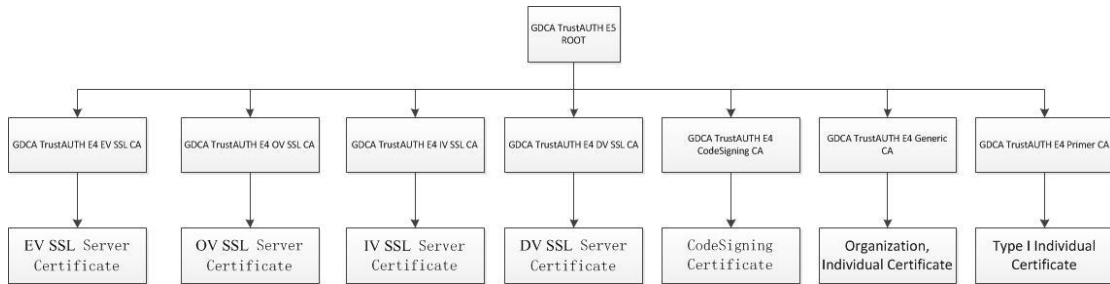 GDCA TrustAUTH E5
ROOT
GDCA TrustAUTH E4 EV SSL CA
GDCA TrustAUTH E4 OV SSL CA
GDCA TrustAUTH E4 IV SSL CA
GDCA TrustAUTH E4 DV SSL CA
GDCA TrustAUTH E4
CodeSigning CA
GDCA TrustAUTH E4 Generic
CA
GDCA TrustAUTH E4 Primer CA
EV SSL Server
Certificate
OV SSL Server
Certificate
IV SSL Server
Certificate
DV SSL Server
Certificate
CodeSigning
Certificate
Organization,
Individual Certificate
Type I Individual
Certificate